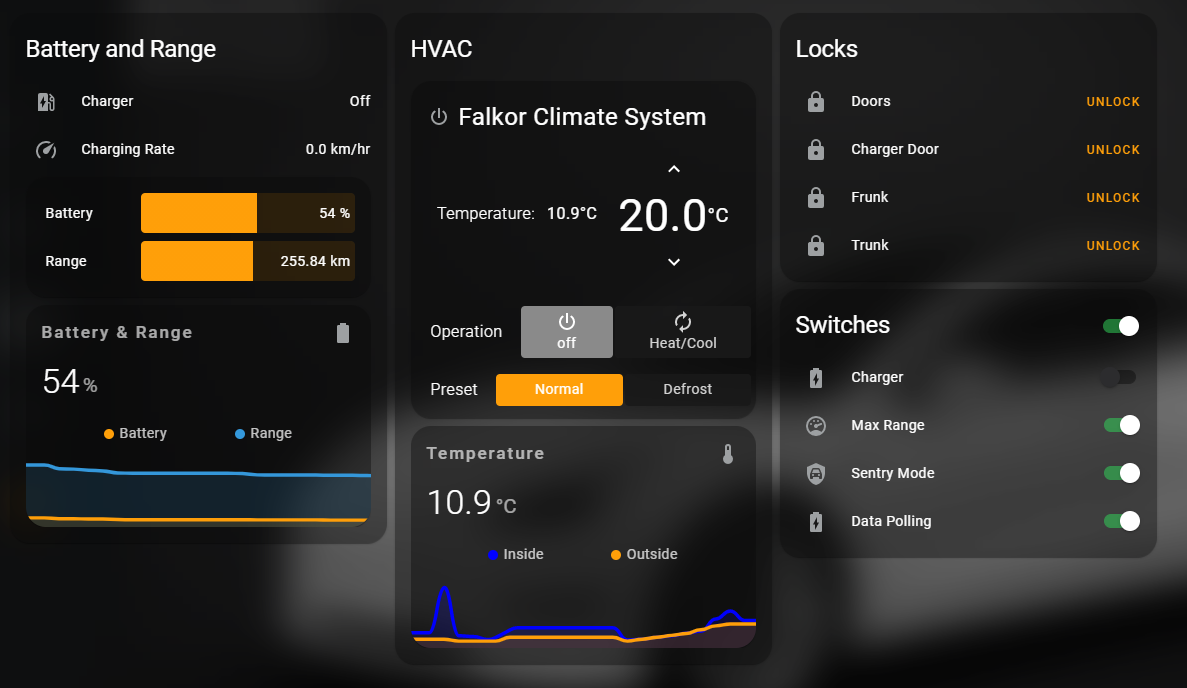 Battery and Range
Charger Off
Charging Rate 0.0 km/hr
Battery 54 %
Range 255.84 km
Battery & Range
54 %
Battery Range
HVAC
Falkor Climate System
Temperature: 10.9°C 20.0°C
Operation off Heat/Cool
Preset Normal Defrost
Temperature
10.9 °C
Inside Outside
Locks
Doors UNLOCK
Charger Door UNLOCK
Frunk UNLOCK
Trunk UNLOCK
Switches
Charger
Max Range
Sentry Mode
Data Polling